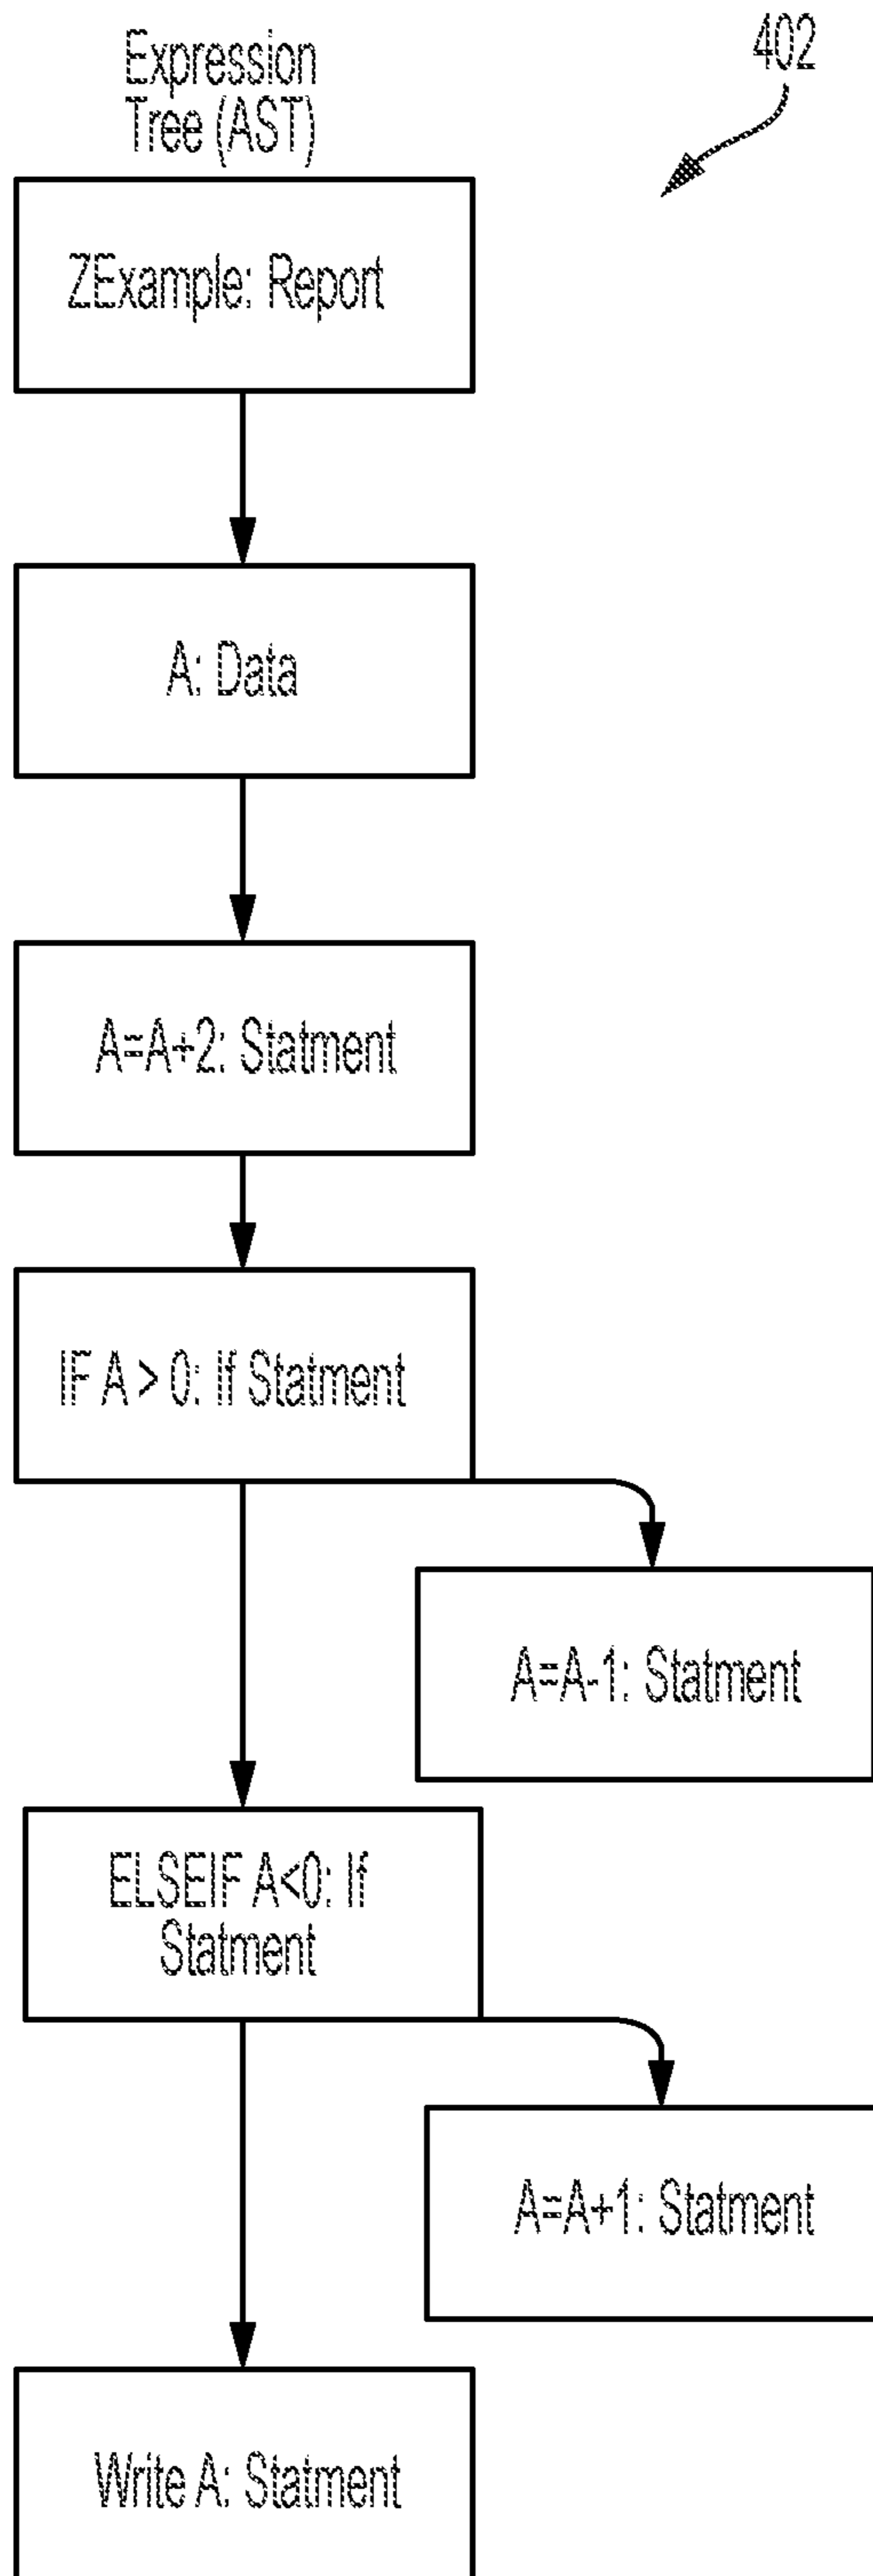 402
Expression
Tree (AST)
ZExample: Report
A: Data
A=A+2: Statment
IF A > 0: If Statment
A=A-1: Statment
ELSEIF A<0: If
Statment
A=A+1: Statment
Write A: Statment